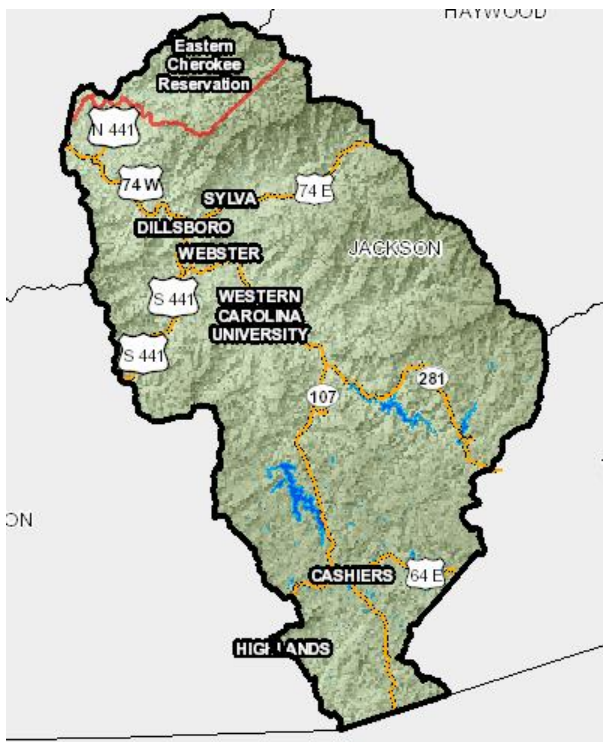 HAYWOOD
Eastern
Cherokee
Reservation
N 441
74 W
SYLVA
74 E
DILLSBORO
WEBSTER
JACKSON
S 441
WESTERN
CAROLINA
UNIVERSITY
S 441
281
107
ON
CASHIERS
64 E
HIGHLANDS